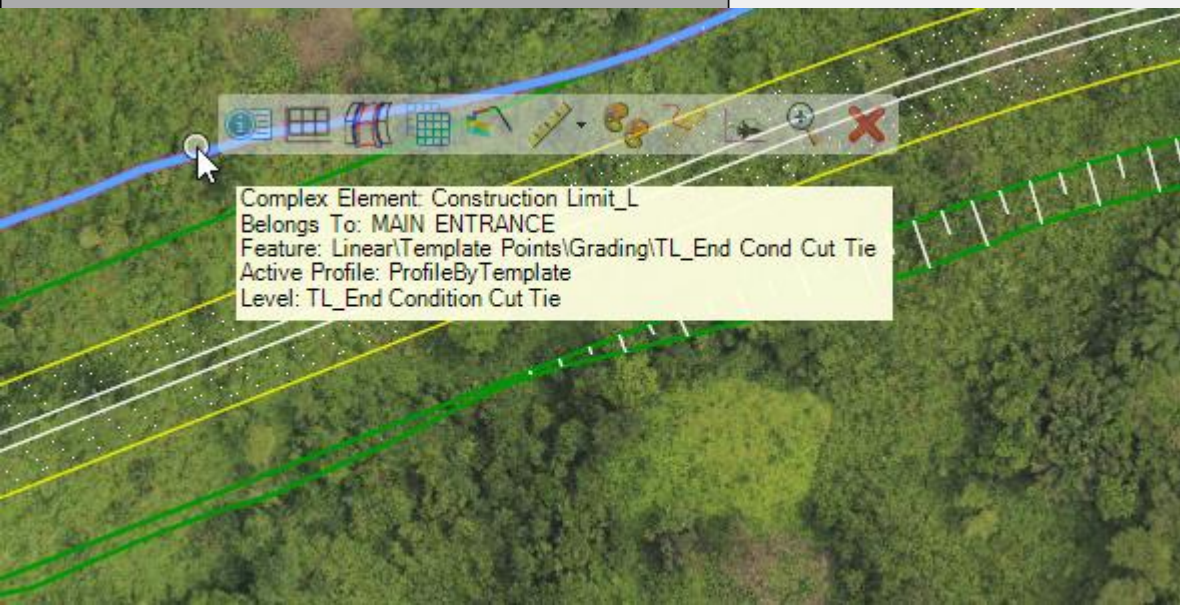 Complex Element: Construction Limit_L
Belongs To: MAIN ENTRANCE
Feature: Linear\Template Points\Grading\TL_End Cond Cut Tie
Active Profile: ProfileByTemplate
Level: TL_End Condition Cut Tie